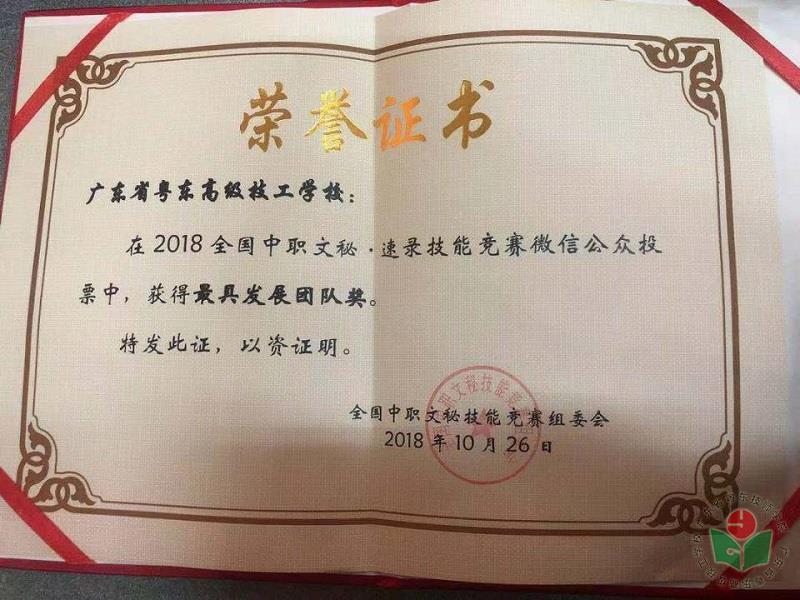 荣誉证书
广东省粤东高级技工学校：
在2018全国中职文秘·速录技能竞赛微信公众投
票中，获得最具发展团队奖。
特发此证，以资证明。
全国中职文秘技能竞赛组委会
2018年10月26日